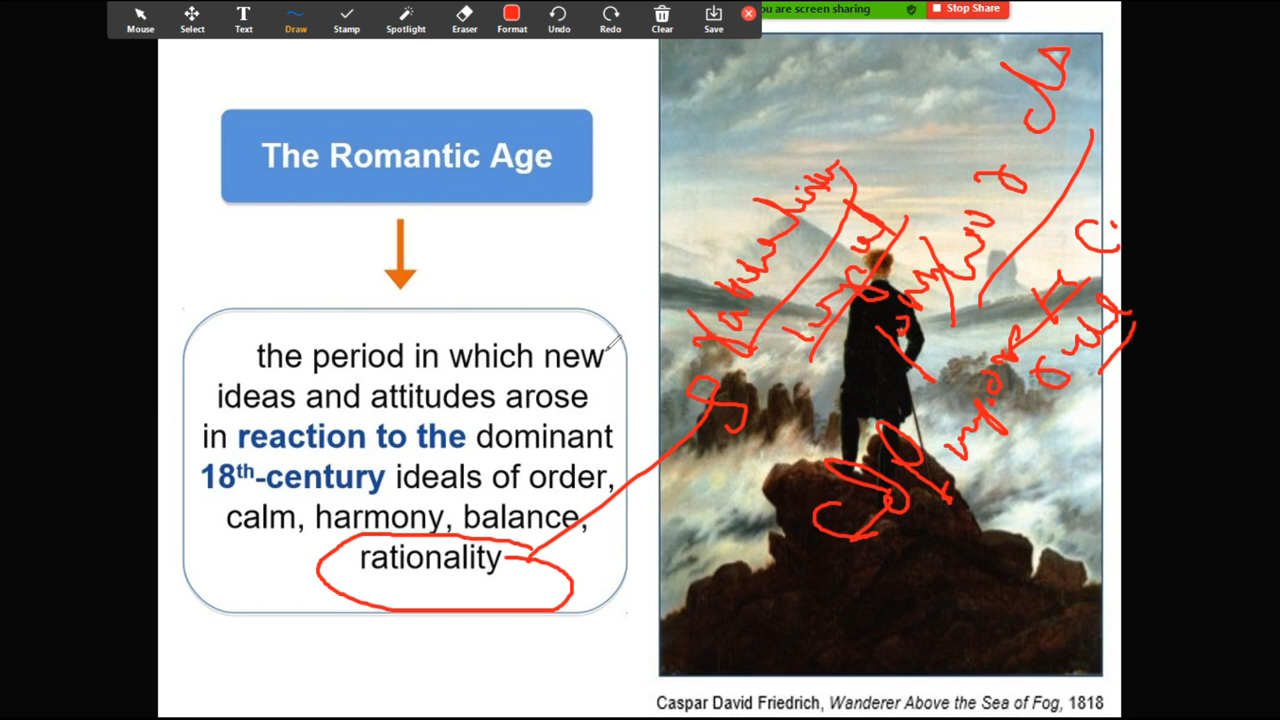 Mouse Select Text Draw Stamp Spotlight Eraser Format Undo Redo Clear Save
ou are screen sharing Stop Share
The Romantic Age
the period in which new
ideas and attitudes arose
in reaction to the dominant
18th-century ideals of order,
calm, harmony, balance,
rationality
Caspar David Friedrich, Wanderer Above the Sea of Fog, 1818